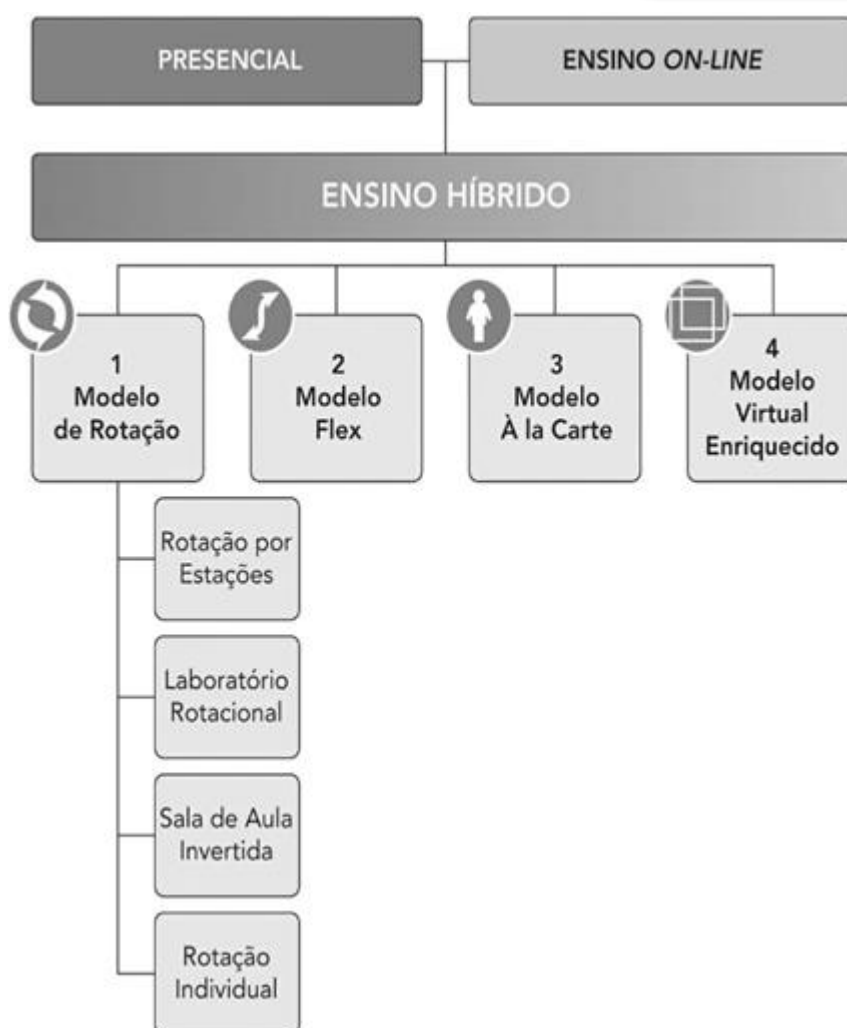 PRESENCIAL
ENSINO ON-LINE
ENSINO HÍBRIDO
1
Modelo
de Rotação
2
Modelo
Flex
3
Modelo
À la Carte
4
Modelo
Virtual
Enriquecido
Rotação por
Estações
Laboratório
Rotacional
Sala de Aula
Invertida
Rotação
Individual